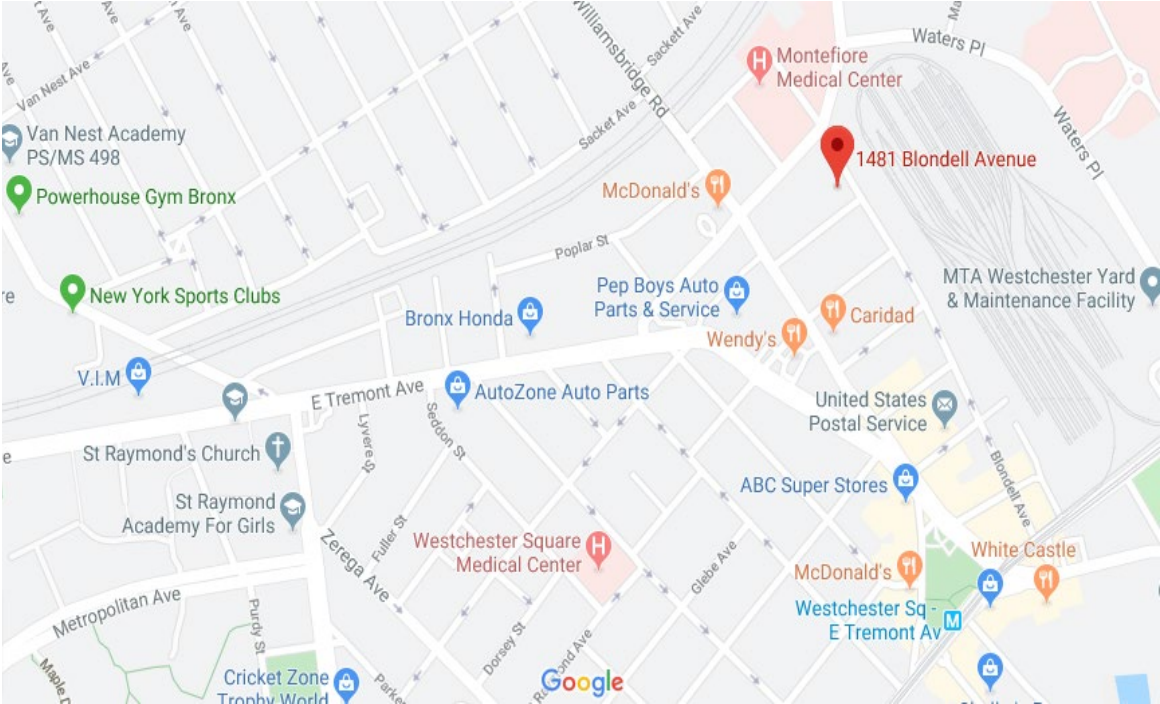 Williamsbridge Rd
Sackett Ave
Waters Pl
Montefiore
Medical Center
Van Nest Ave
Sacket Ave
Waters Pl
Van Nest Academy
PS/MS 498
1481 Blondell Avenue
McDonald's
Powerhouse Gym Bronx
Poplar St
MTA Westchester Yard
& Maintenance Facility
Pep Boys Auto
Parts & Service
New York Sports Clubs
Bronx Honda
Caridad
Wendy's
V.I.M
E Tremont Ave
AutoZone Auto Parts
United States
Postal Service
Lyvere S
Seddon St
St Raymond's Church
Blondell Ave
ABC Super Stores
St Raymond
Academy For Girls
Fuller St
Zerega Ave
Westchester Square
Medical Center
Glebe Ave
White Castle
McDonald's
Metropolitan Ave
Purdy St
Westchester Sq -
E Tremont Av
Dorsey St
Maple D
Cricket Zone
Trophy World
Parker
Google